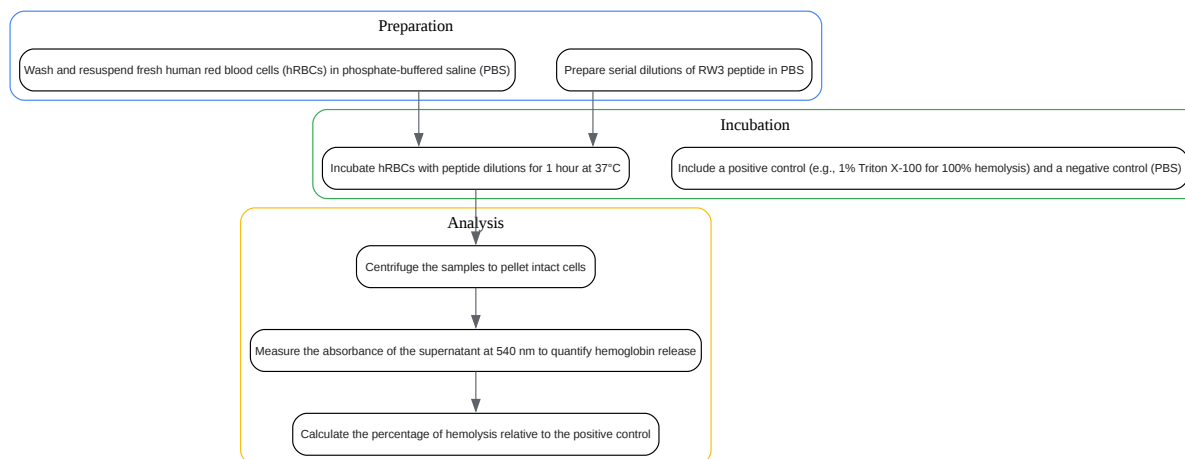 Preparation
Wash and resuspend fresh human red blood cells (hRBCs) in phosphate-buffered saline (PBS)
Prepare serial dilutions of RW3 peptide in PBS
Incubation
Incubate hRBCs with peptide dilutions for 1 hour at 37°C
Include a positive control (e.g., 1% Triton X-100 for 100% hemolysis) and a negative control (PBS)
Analysis
Centrifuge the samples to pellet intact cells
Measure the absorbance of the supernatant at 540 nm to quantify hemoglobin release
Calculate the percentage of hemolysis relative to the positive control